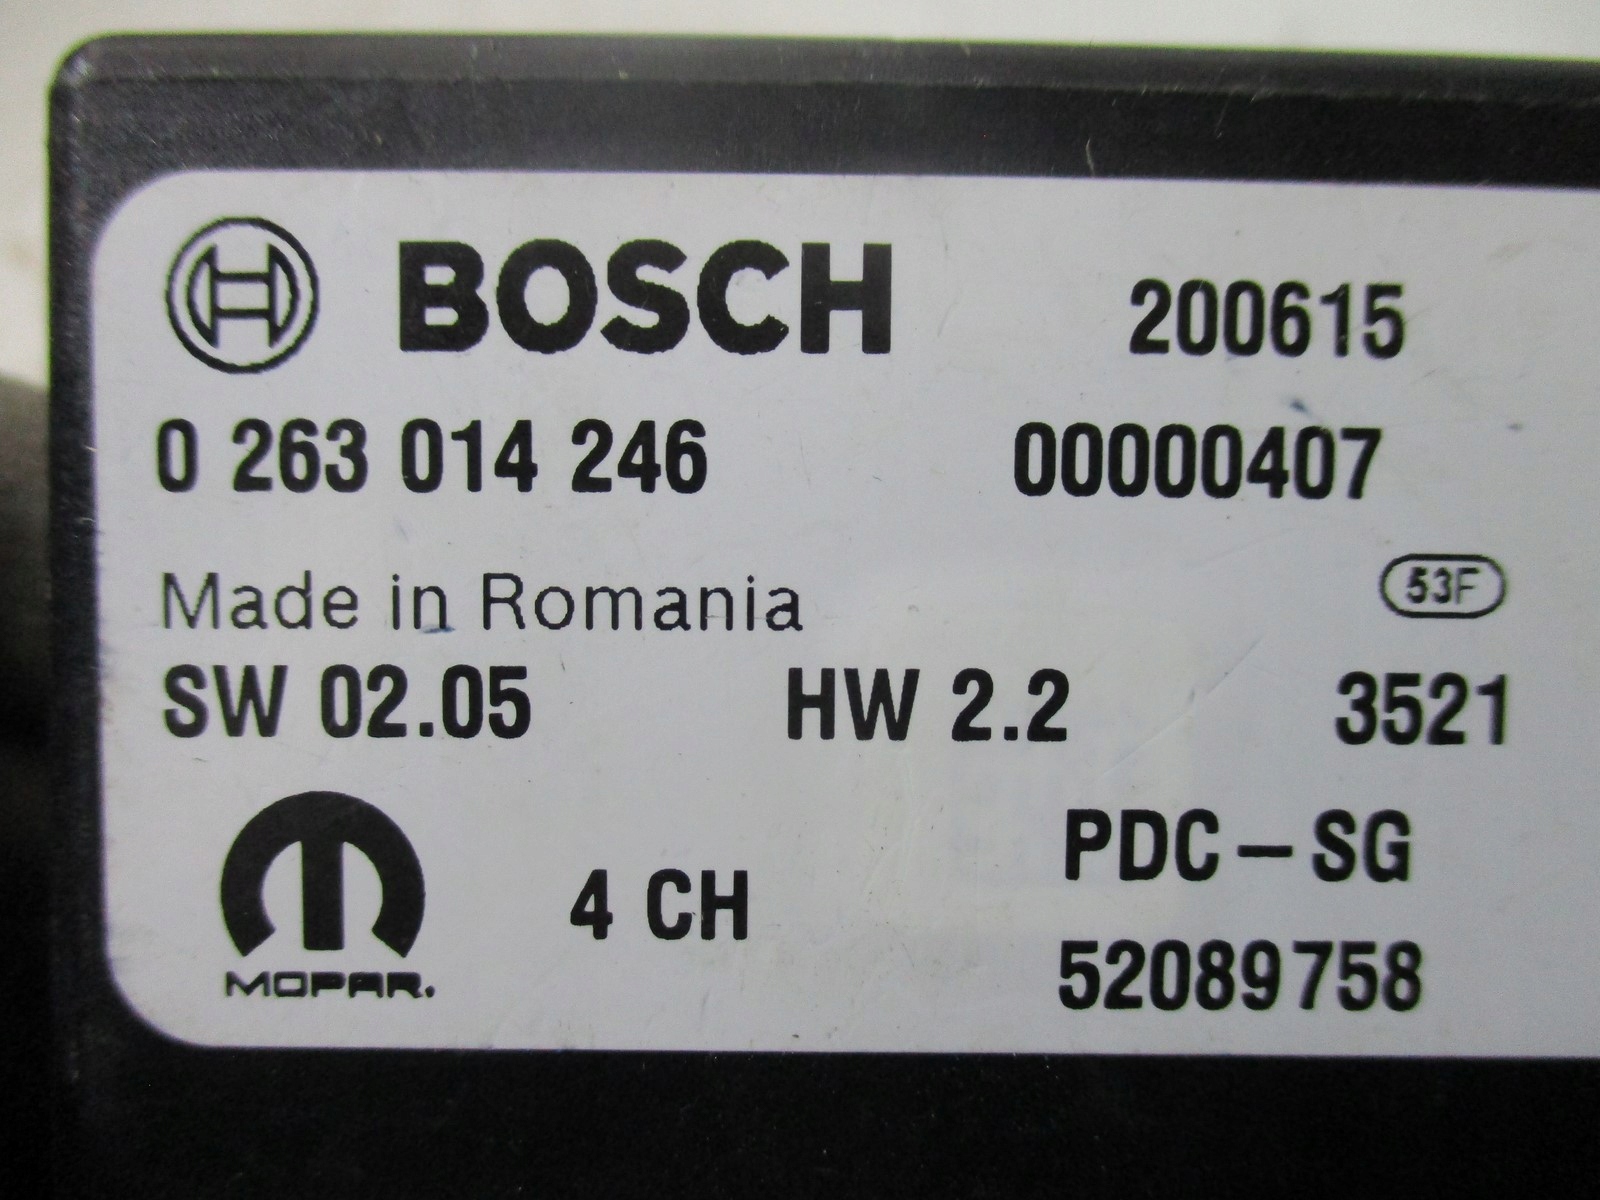 BOSCH 200615
0 263 014 246 00000407
Made in Romania 53F
SW 02.05 HW 2.2 3521
4 CH PDC-SG
MOPAR. 52089758